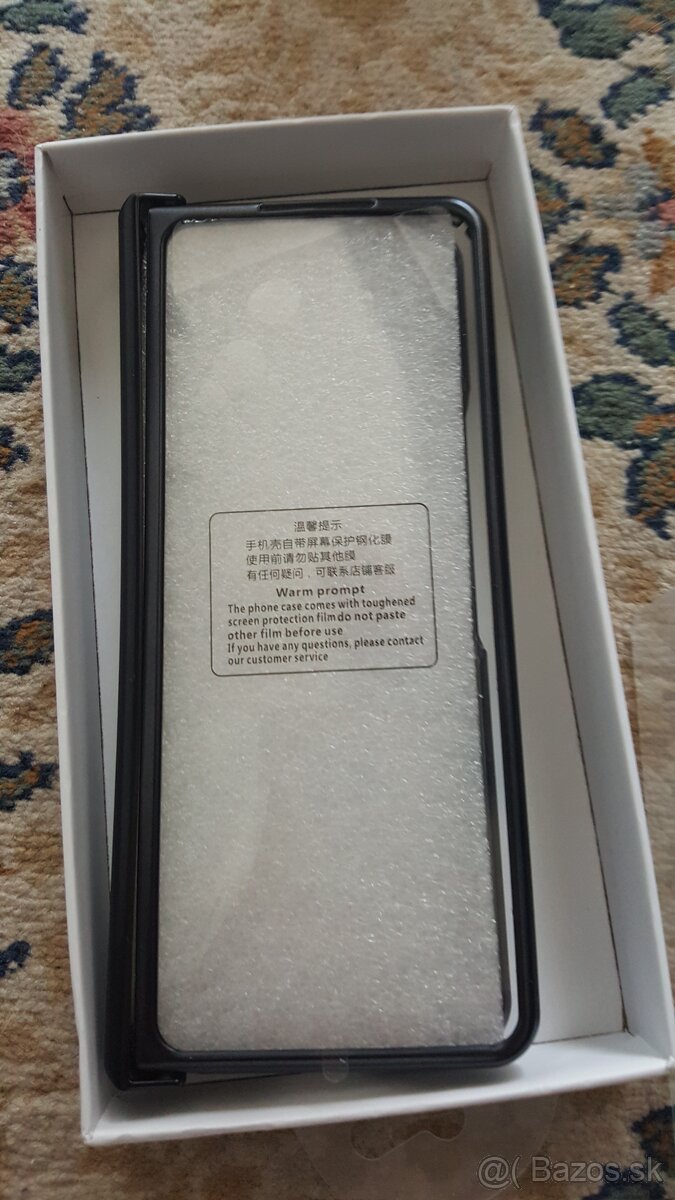 温馨提示
手机壳自带屏幕保护钢化膜
使用前请勿贴其他膜
有任何疑问，可联系店铺客服
Warm prompt
The phone case comes with toughened
screen protection film do not paste
other film before use
If you have any questions, please contact
our customer service
@( Bazos.sk